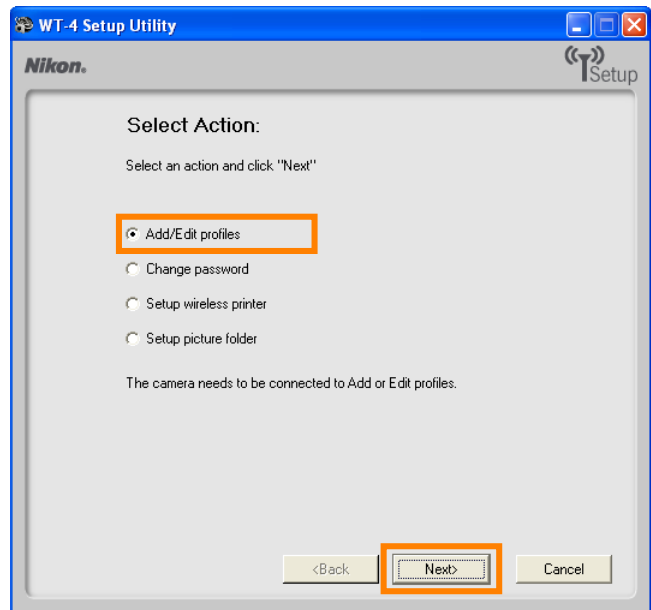 WT-4 Setup Utility
Nikon®
Setup
Select Action:
Select an action and click "Next"
Add/Edit profiles
Change password
Setup wireless printer
Setup picture folder
The camera needs to be connected to Add or Edit profiles.
<Back Next> Cancel